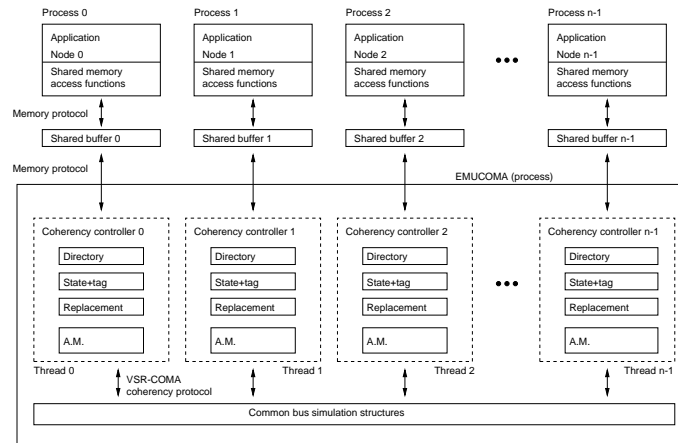 Process 0
Process 1
Process 2
Process n-1
Application
Application
Application
Application
Node 0
Node 1
Node 2
Node n-1
Shared memory
access functions
Shared memory
access functions
Shared memory
access functions
Shared memory
access functions
Memory protocol
Shared buffer 0
Shared buffer 1
Shared buffer 2
Shared buffer n-1
Memory protocol
EMUCOMA (process)
Coherency controller 0
Coherency controller 1
Coherency controller 2
Coherency controller n-1
Directory
Directory
Directory
Directory
State+tag
State+tag
State+tag
State+tag
Replacement
Replacement
Replacement
Replacement
A.M.
A.M.
A.M.
A.M.
Thread 0
Thread 1
Thread 2
Thread n-1
VSR-COMA
coherency protocol
Common bus simulation structures